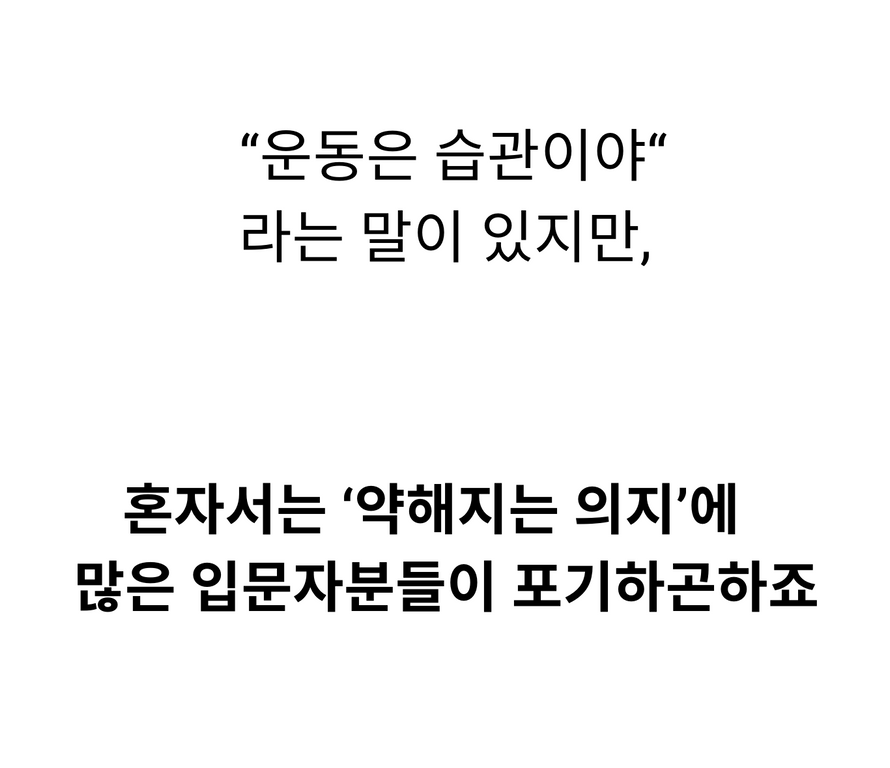 “운동은 습관이야“
라는 말이 있지만,
혼자서는 ‘약해지는 의지’에
많은 입문자분들이 포기하곤하죠